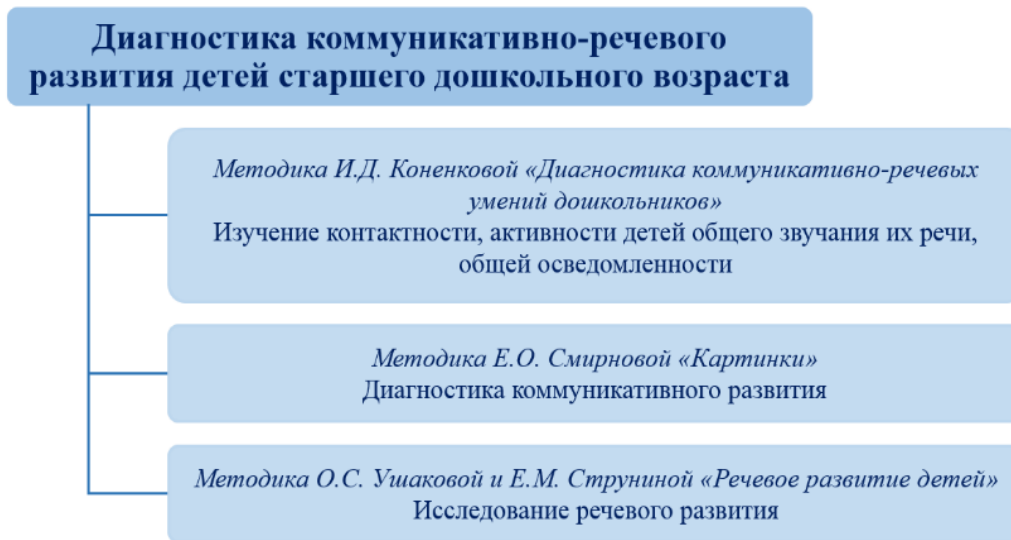 Диагностика коммуникативно-речевого
развития детей старшего дошкольного возраста
Методика И.Д. Коненковой «Диагностика коммуникативно-речевых
умений дошкольников»
Изучение контактности, активности детей общего звучания их речи,
общей осведомленности
Методика Е.О. Смирновой «Картинки»
Диагностика коммуникативного развития
Методика О.С. Ушаковой и Е.М. Струниной «Речевое развитие детей»
Исследование речевого развития